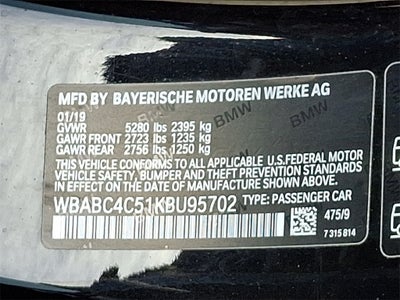 MFD BY BAYERISCHE MOTOREN WERKE AG
01/19
GVWR 5280 lbs 2395 kg
GAWR FRONT 2723 lbs 1235 kg
GAWR REAR 2756 lbs 1250 kg
THIS CAR CONFORMS TO ALL APPLICABLE U.S.FEDERAL MOTOR
VEHICLE SAFETY, BUMPER AND THEFT PREVENTION STANDARDS
IN EFFECT ON THE DATE OF MANUFACTURE SHOWN ABOVE.
WBABC4C51KBU95702 TYPE: PASSENGER CAR
475/9
7 315 814
BMW